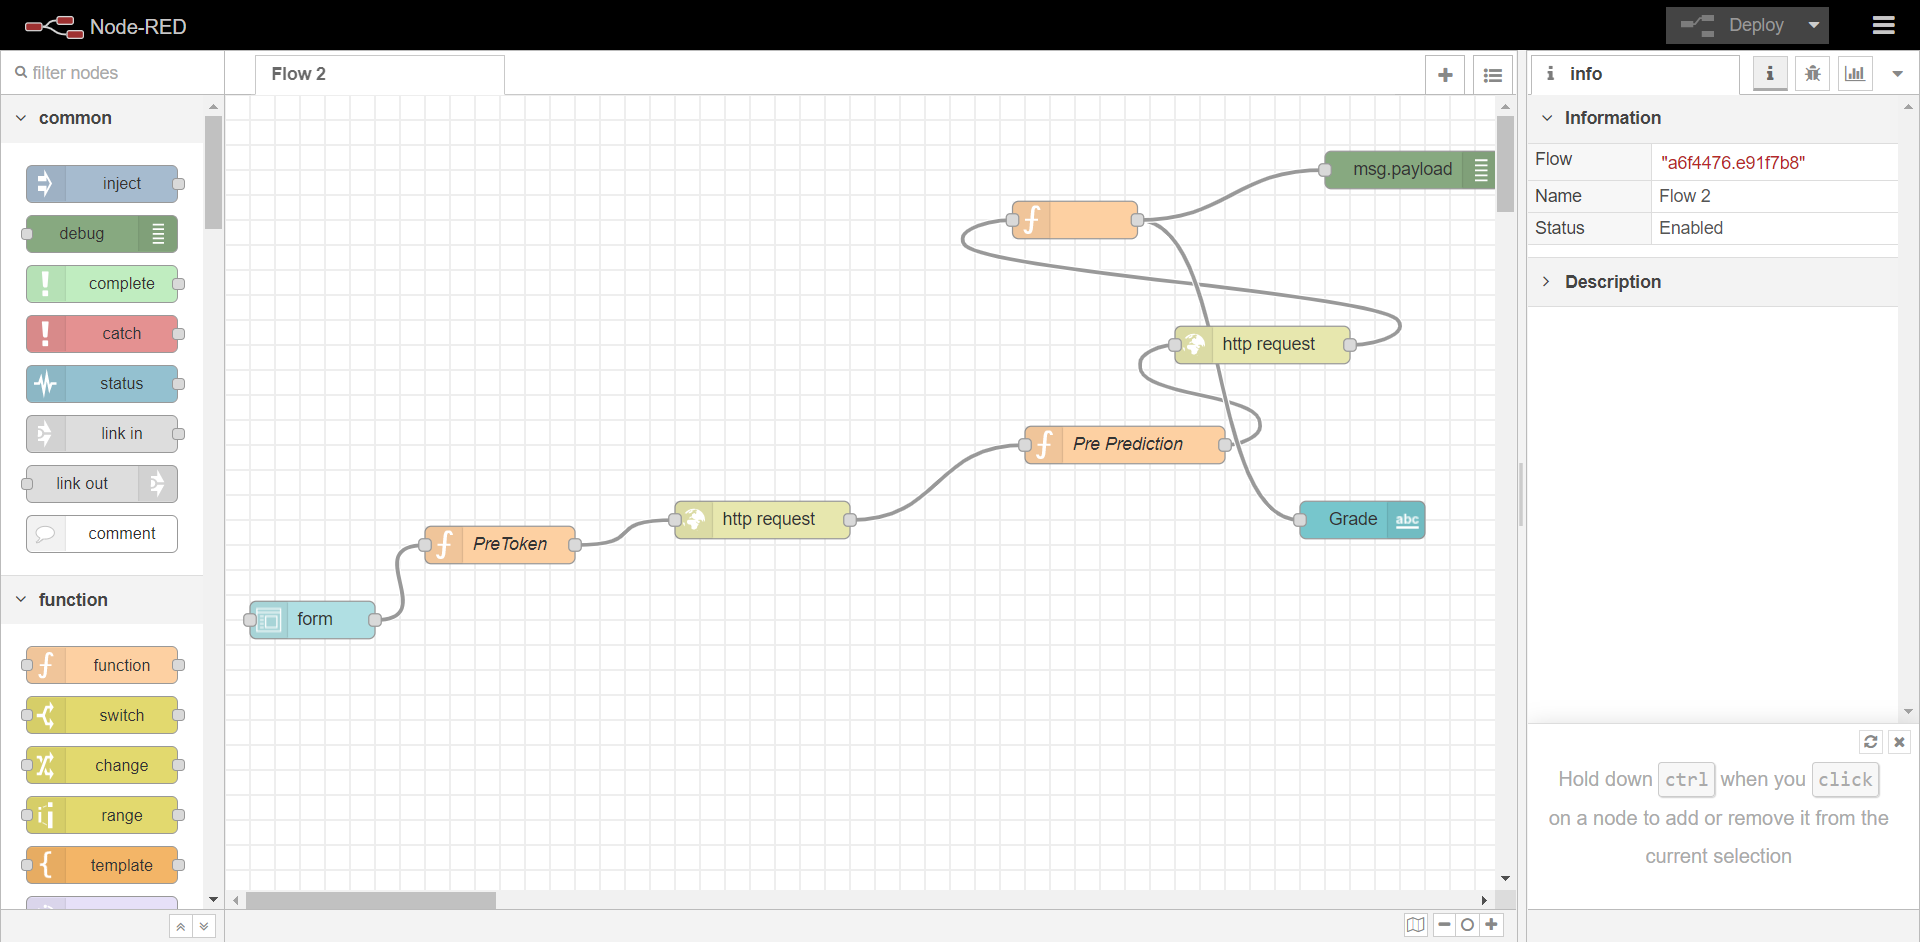 Node-RED
Deploy
filter nodes
Flow 2
info
common
inject
debug
complete
catch
status
link in
link out
comment
function
function
switch
change
range
template
msg.payload
http request
Pre Prediction
http request
Grade
PreToken
form
abc
Information
Flow "a6f4476.e91f7b8"
Name Flow 2
Status Enabled
Description
Hold down ctrl when you click
on a node to add or remove it from the
current selection